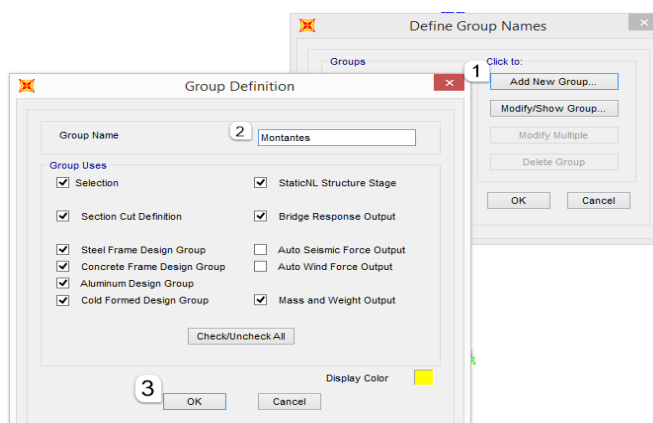 Define Group Names
Groups
Click to:
1
Add New Group...
Modify/Show Group...
Modify Multiple
Delete Group
OK Cancel
Group Definition
Group Name
2
Montantes
Group Uses
Selection
StaticNL Structure Stage
Section Cut Definition
Bridge Response Output
Steel Frame Design Group
Auto Seismic Force Output
Concrete Frame Design Group
Auto Wind Force Output
Aluminum Design Group
Cold Formed Design Group
Mass and Weight Output
Check/Uncheck All
Display Color
3
OK Cancel